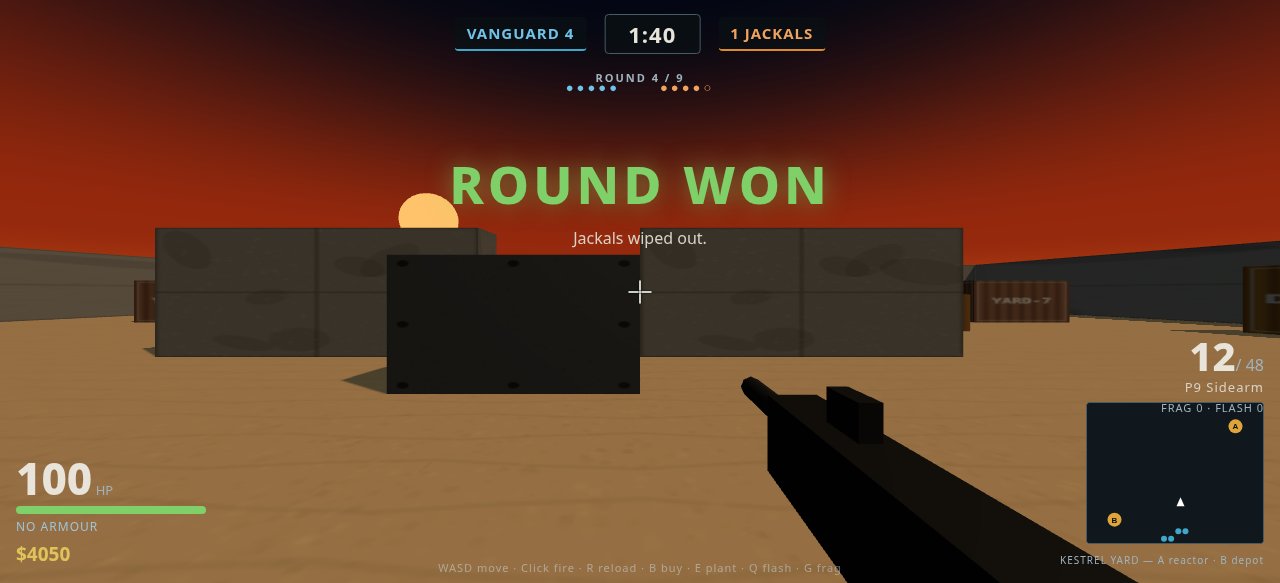 VANGUARD 4
1:40
1 JACKALS
ROUND 4 / 9
ROUND WON
Jackals wiped out.
YARD-7
12 / 48
P9 Sidearm
FRAG 0 · FLASH 0
A
B
100 HP
NO ARMOUR
$4050
KESTREL YARD — A reactor · B depot
WASD move · Click fire · R reload · B buy · E plant · Q flash · G frag